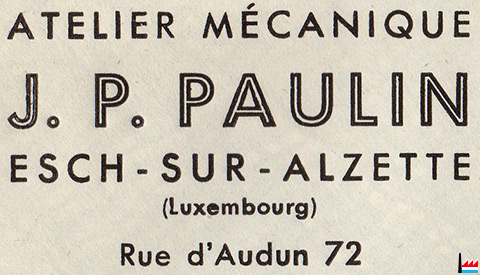 ATELIER MÉCANIQUE
J. P. PAULIN
ESCH-SUR-ALZETTE
(Luxembourg)
Rue d'Audun 72